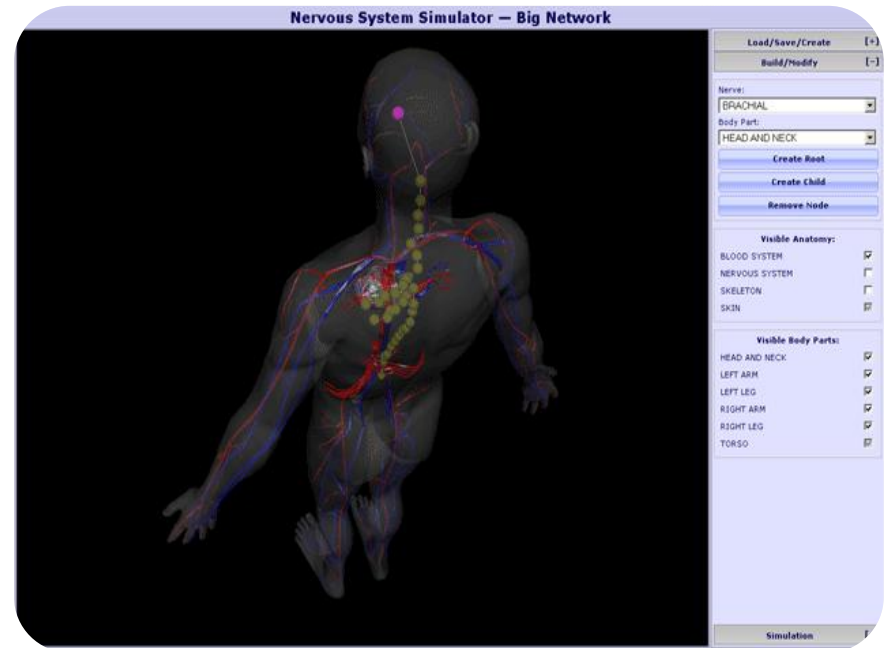 Nervous System Simulator — Big Network
Load/Save/Create [+]
Build/Modify [-]
Nerve:
BRACHIAL
Body Part:
HEAD AND NECK
Create Root
Create Child
Remove Node
Visible Anatomy:
BLOOD SYSTEM
NERVOUS SYSTEM
SKELETON
SKIN
Visible Body Parts:
HEAD AND NECK
LEFT ARM
LEFT LEG
RIGHT ARM
RIGHT LEG
TORSO
Simulation